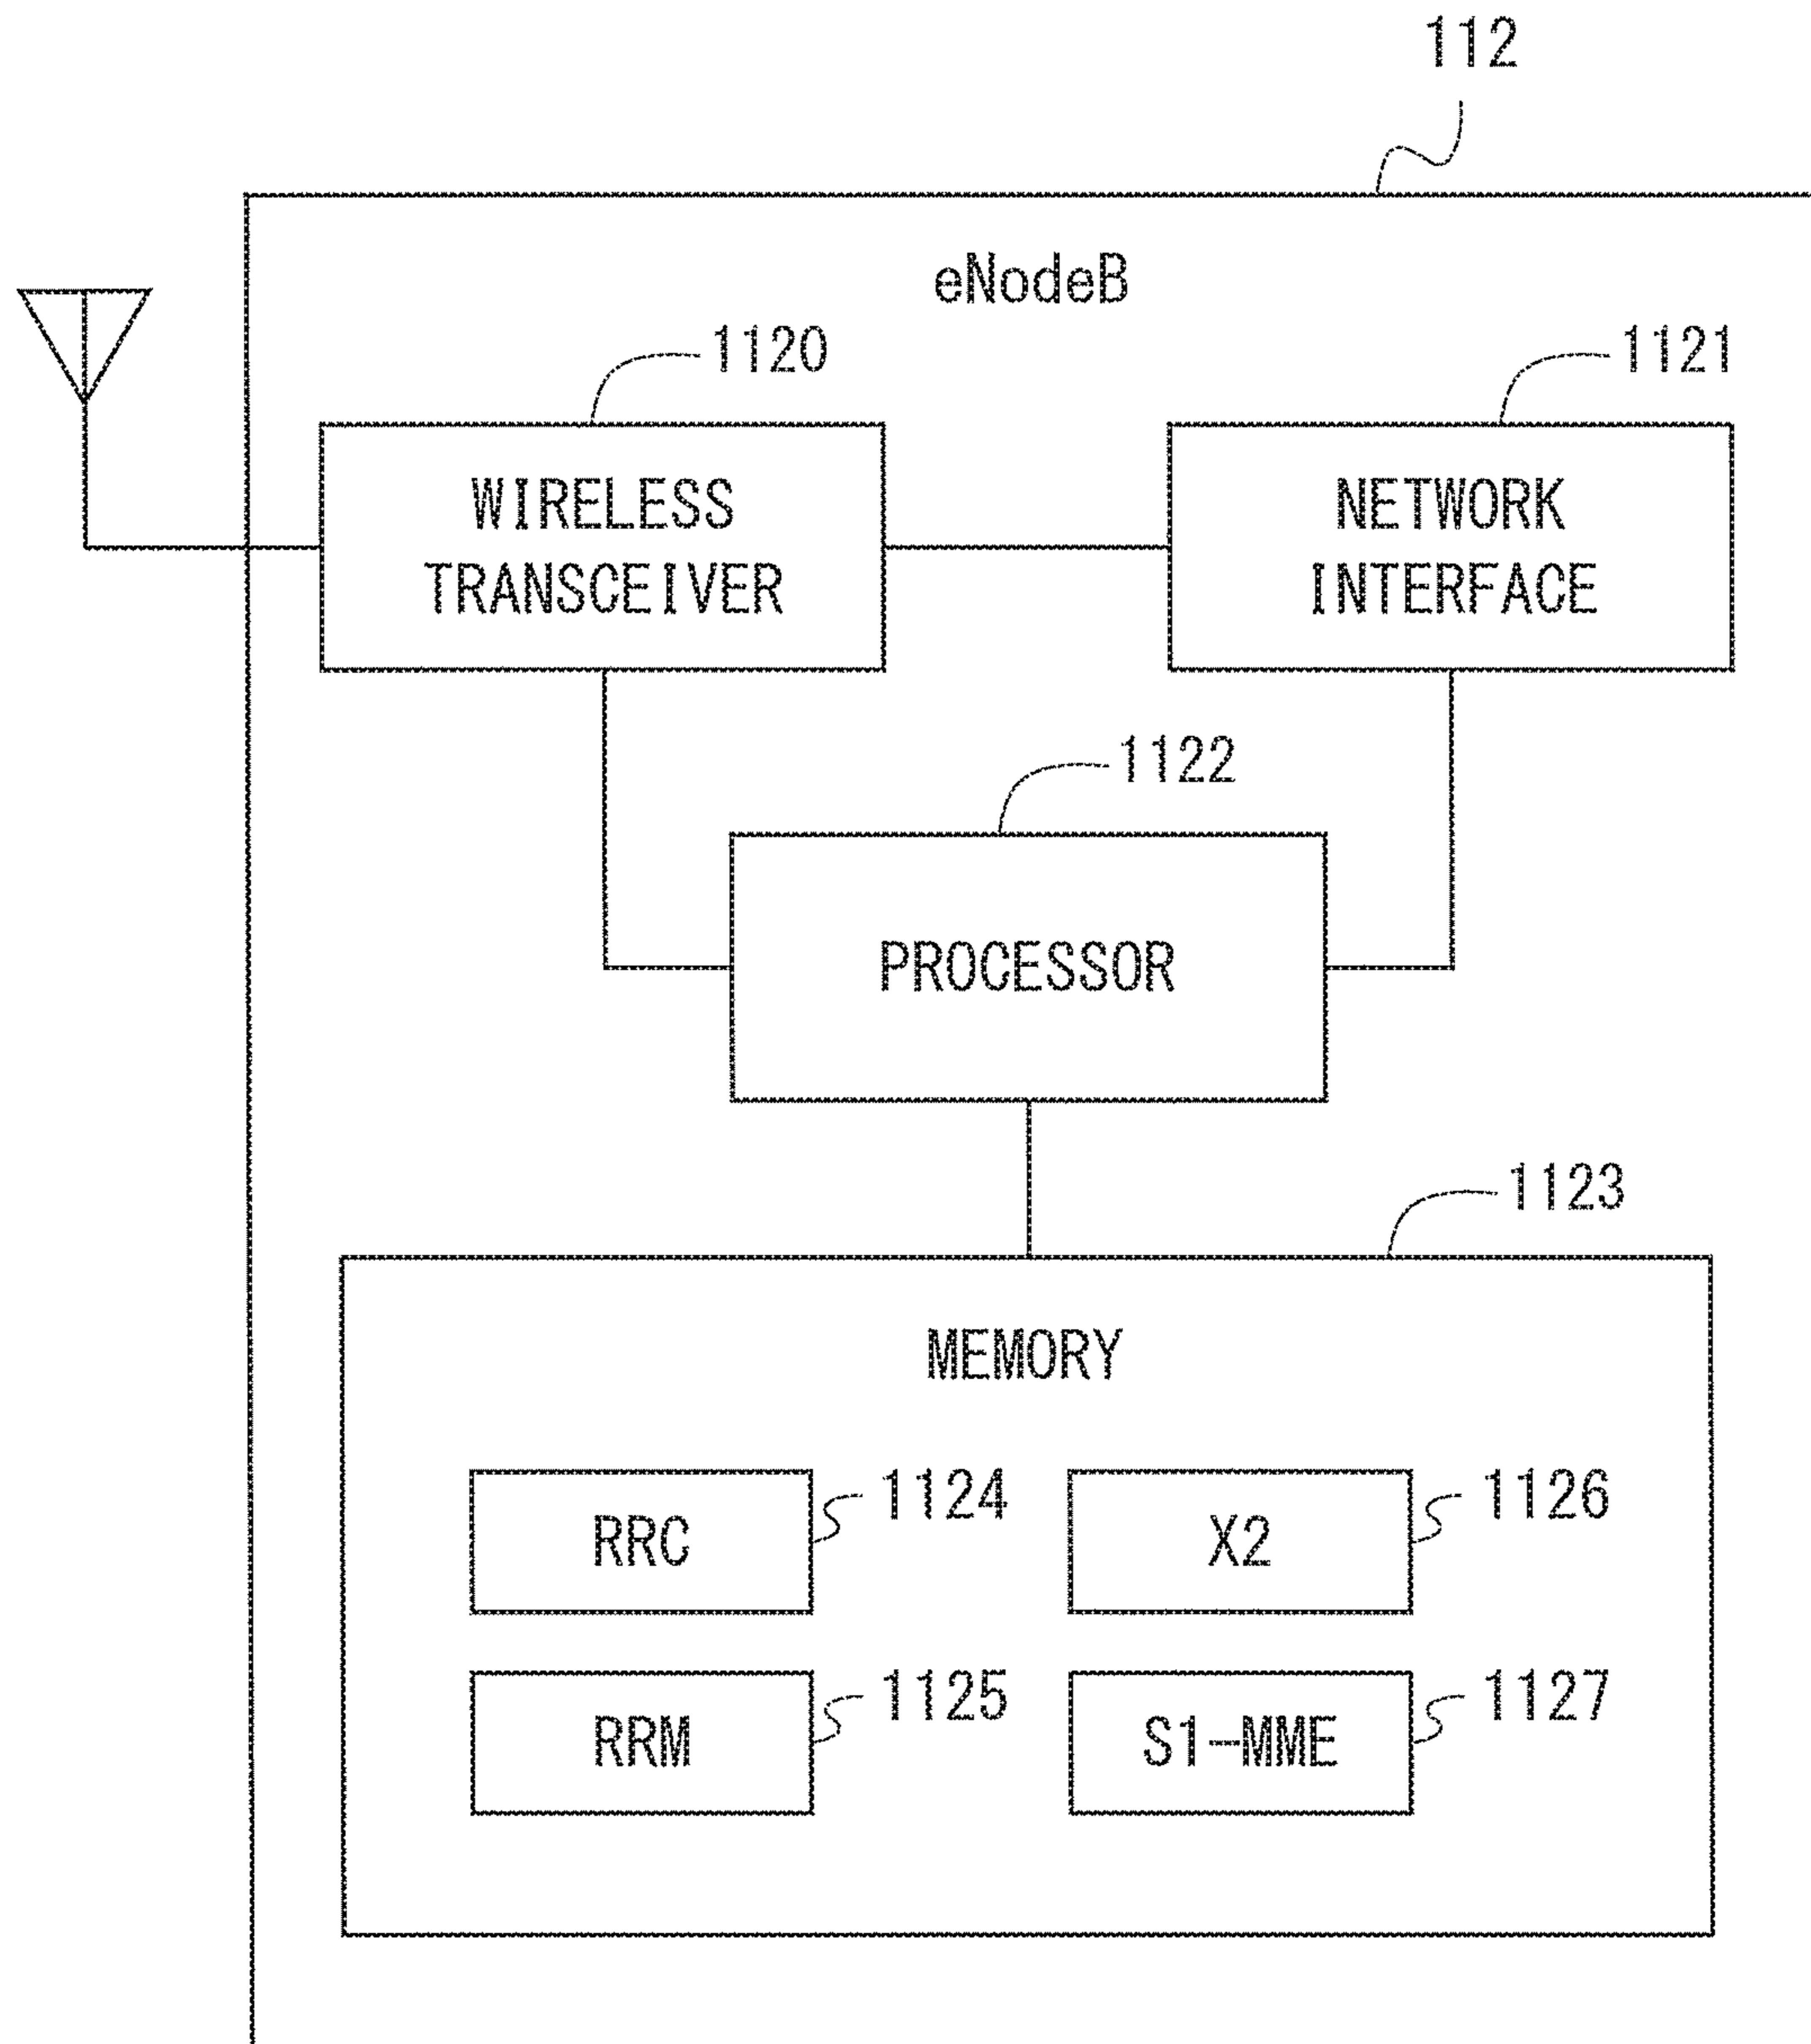 112
eNodeB
1120
1121
WIRELESS
TRANSCEIVER
NETWORK
INTERFACE
1122
PROCESSOR
1123
MEMORY
RRC
1124
X2
1126
RRM
1125
S1-MME
1127